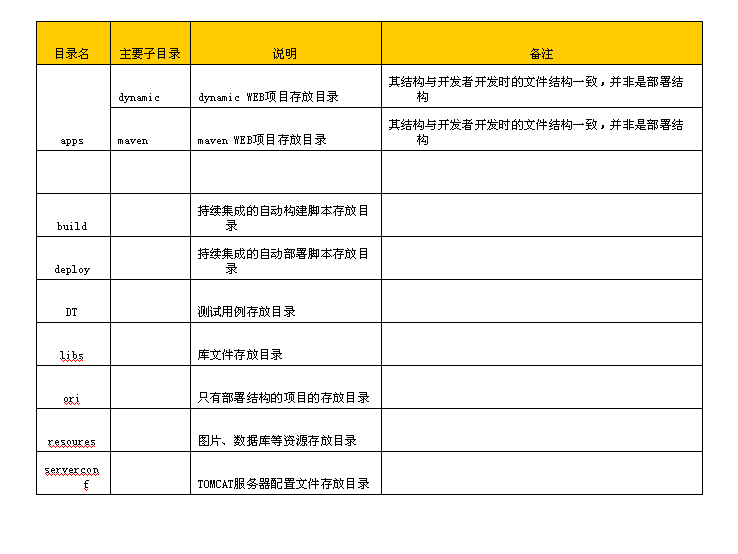 目录名 主要子目录 说明 备注
dynamic dynamic WEB项目存放目录 其结构与开发者开发时的文件结构一致，并非是部署结
构
apps maven maven WEB项目存放目录 其结构与开发者开发时的文件结构一致，并非是部署结
构
build 持续集成的自动构建脚本存放目
录
deploy 持续集成的自动部署脚本存放目
录
DT 测试用例存放目录
libs 库文件存放目录
ori 只有部署结构的项目的存放目录
resoures 图片、数据库等资源存放目录
servercon
f TOMCAT服务器配置文件存放目录